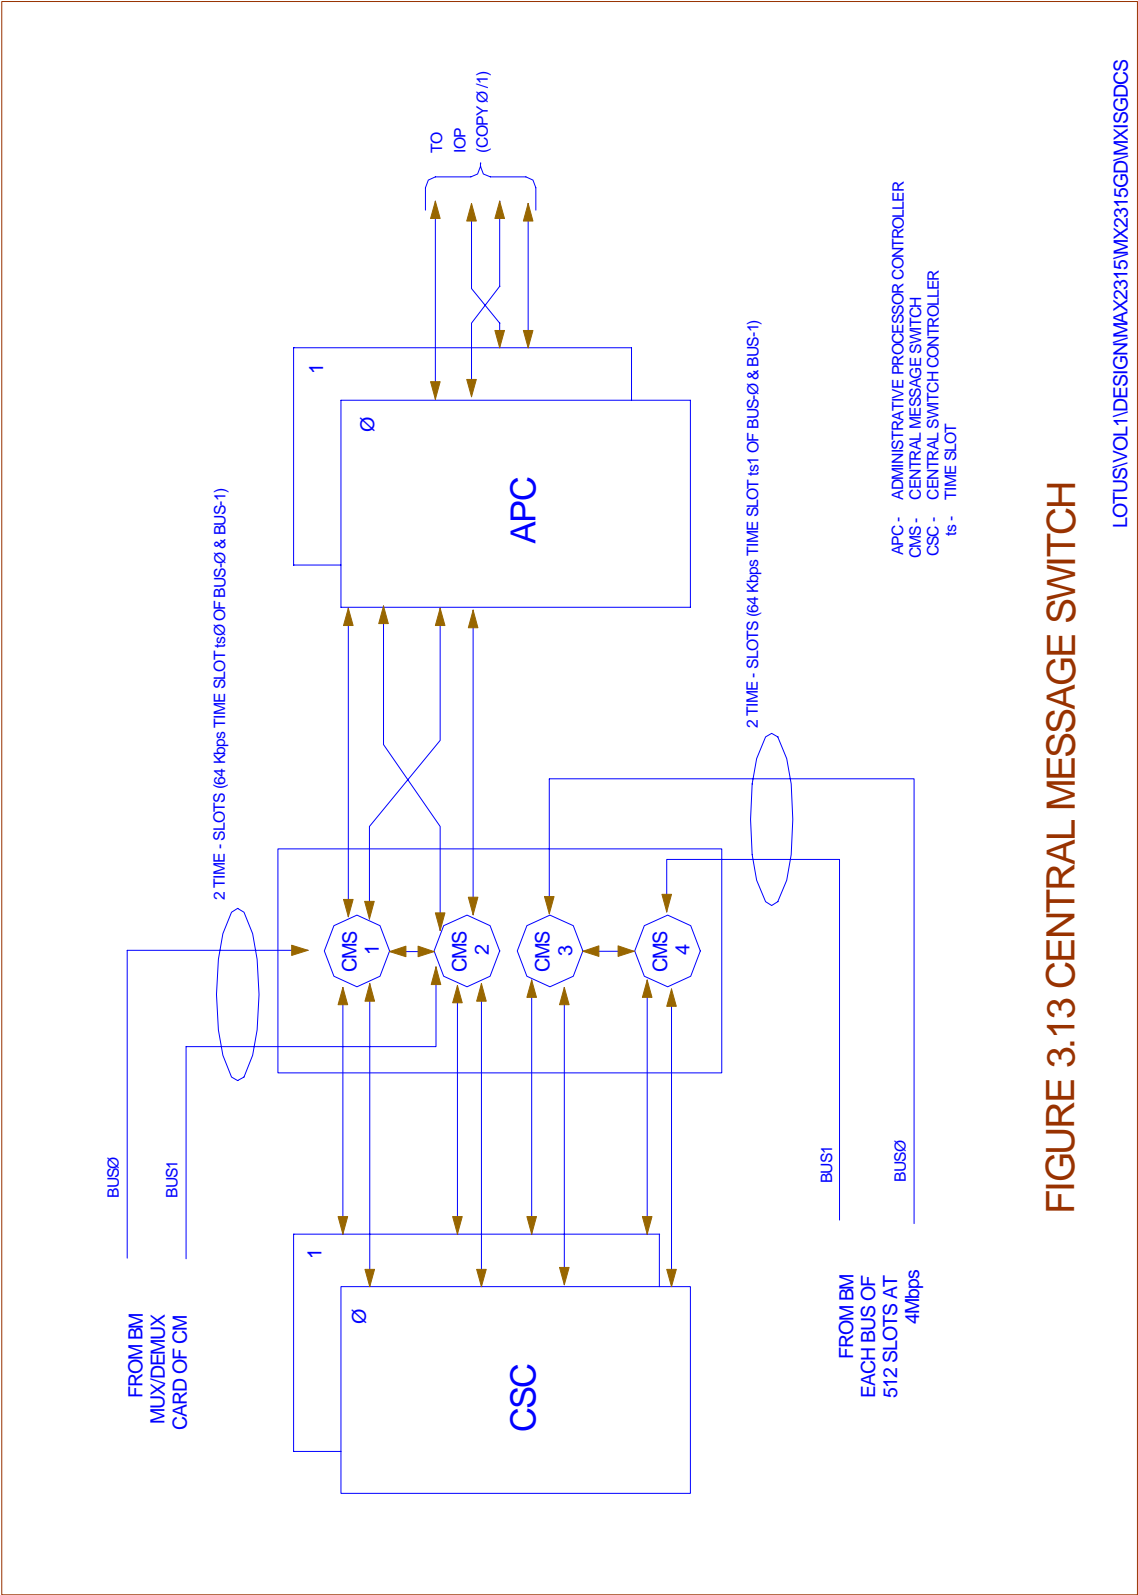 FROM BM
MUX/DEMUX
CARD OF CM
BUSØ
BUS1
2 TIME - SLOTS (64 Kbps TIME SLOT tsØ OF BUS-Ø & BUS-1)
CSC
Ø
1
CMS
1
CMS
2
CMS
3
CMS
4
APC
Ø
1
TO
IOP
(COPY Ø /1)
FROM BM
EACH BUS OF
512 SLOTS AT
4Mbps
BUS1
BUSØ
2 TIME - SLOTS (64 Kbps TIME SLOT ts1 OF BUS-Ø & BUS-1)
APC - ADMINISTRATIVE PROCESSOR CONTROLLER
CMS - CENTRAL MESSAGE SWITCH
CSC - CENTRAL SWITCH CONTROLLER
ts - TIME SLOT
FIGURE 3.13 CENTRAL MESSAGE SWITCH
LOTUS\VOL1\DESIGN\MAX2315\MX2315GD\MXISGDCS